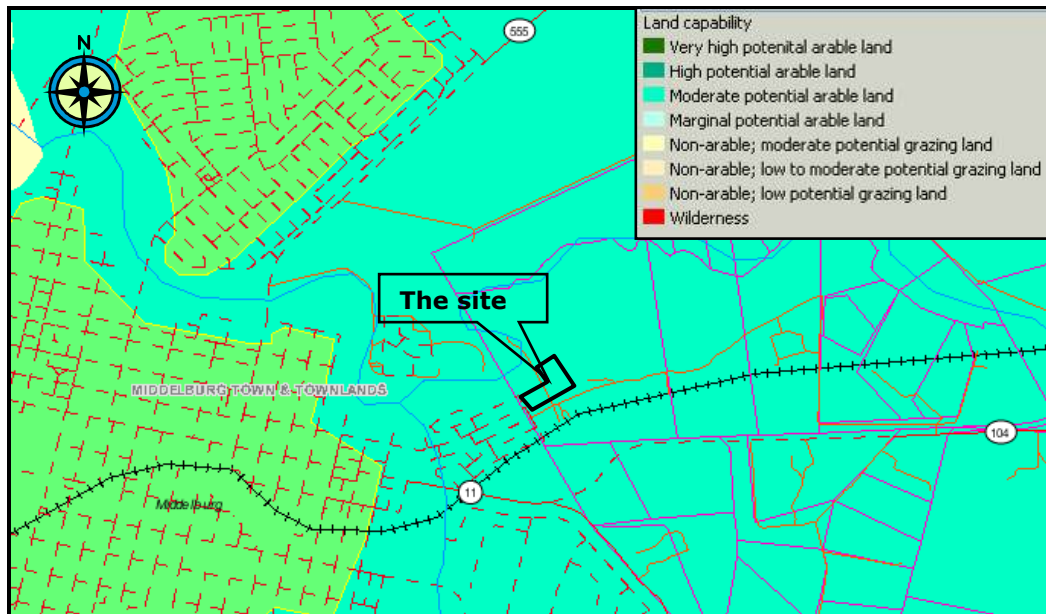 N
555
Land capability
Very high potenital arable land
High potential arable land
Moderate potential arable land
Marginal potential arable land
Non-arable; moderate potential grazing land
Non-arable; low to moderate potential grazing land
Non-arable; low potential grazing land
Wilderness
The site
MIDDELBURG TOWN & TOWNLANDS
104
11
Middelburg